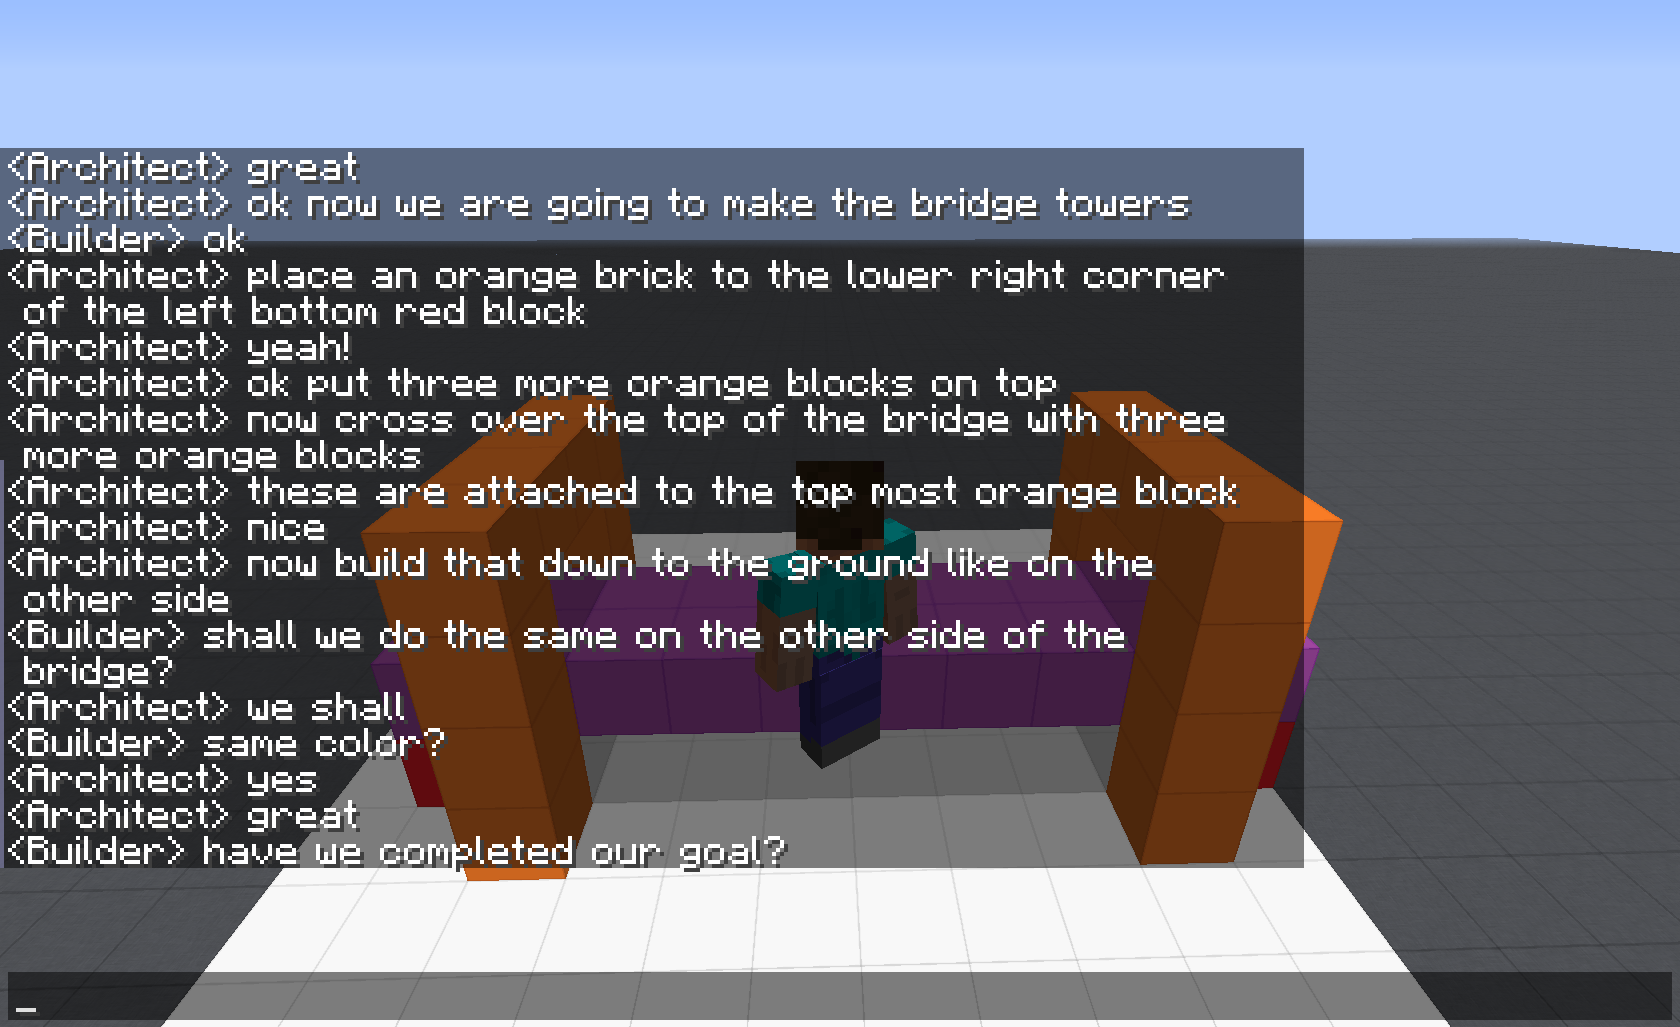 <Architect> great
<Architect> ok now we are going to make the bridge towers
<Builder> ok
<Architect> place an orange brick to the lower right corner
of the left bottom red block
<Architect> yeah!
<Architect> ok put three more orange blocks on top
<Architect> now cross over the top of the bridge with three
more orange blocks
<Architect> these are attached to the top most orange block
<Architect> nice
<Architect> now build that down to the ground like on the
other side
<Builder> shall we do the same on the other side of the
bridge?
<Architect> we shall
<Builder> same color?
<Architect> yes
<Architect> great
<Builder> have we completed our goal?
_